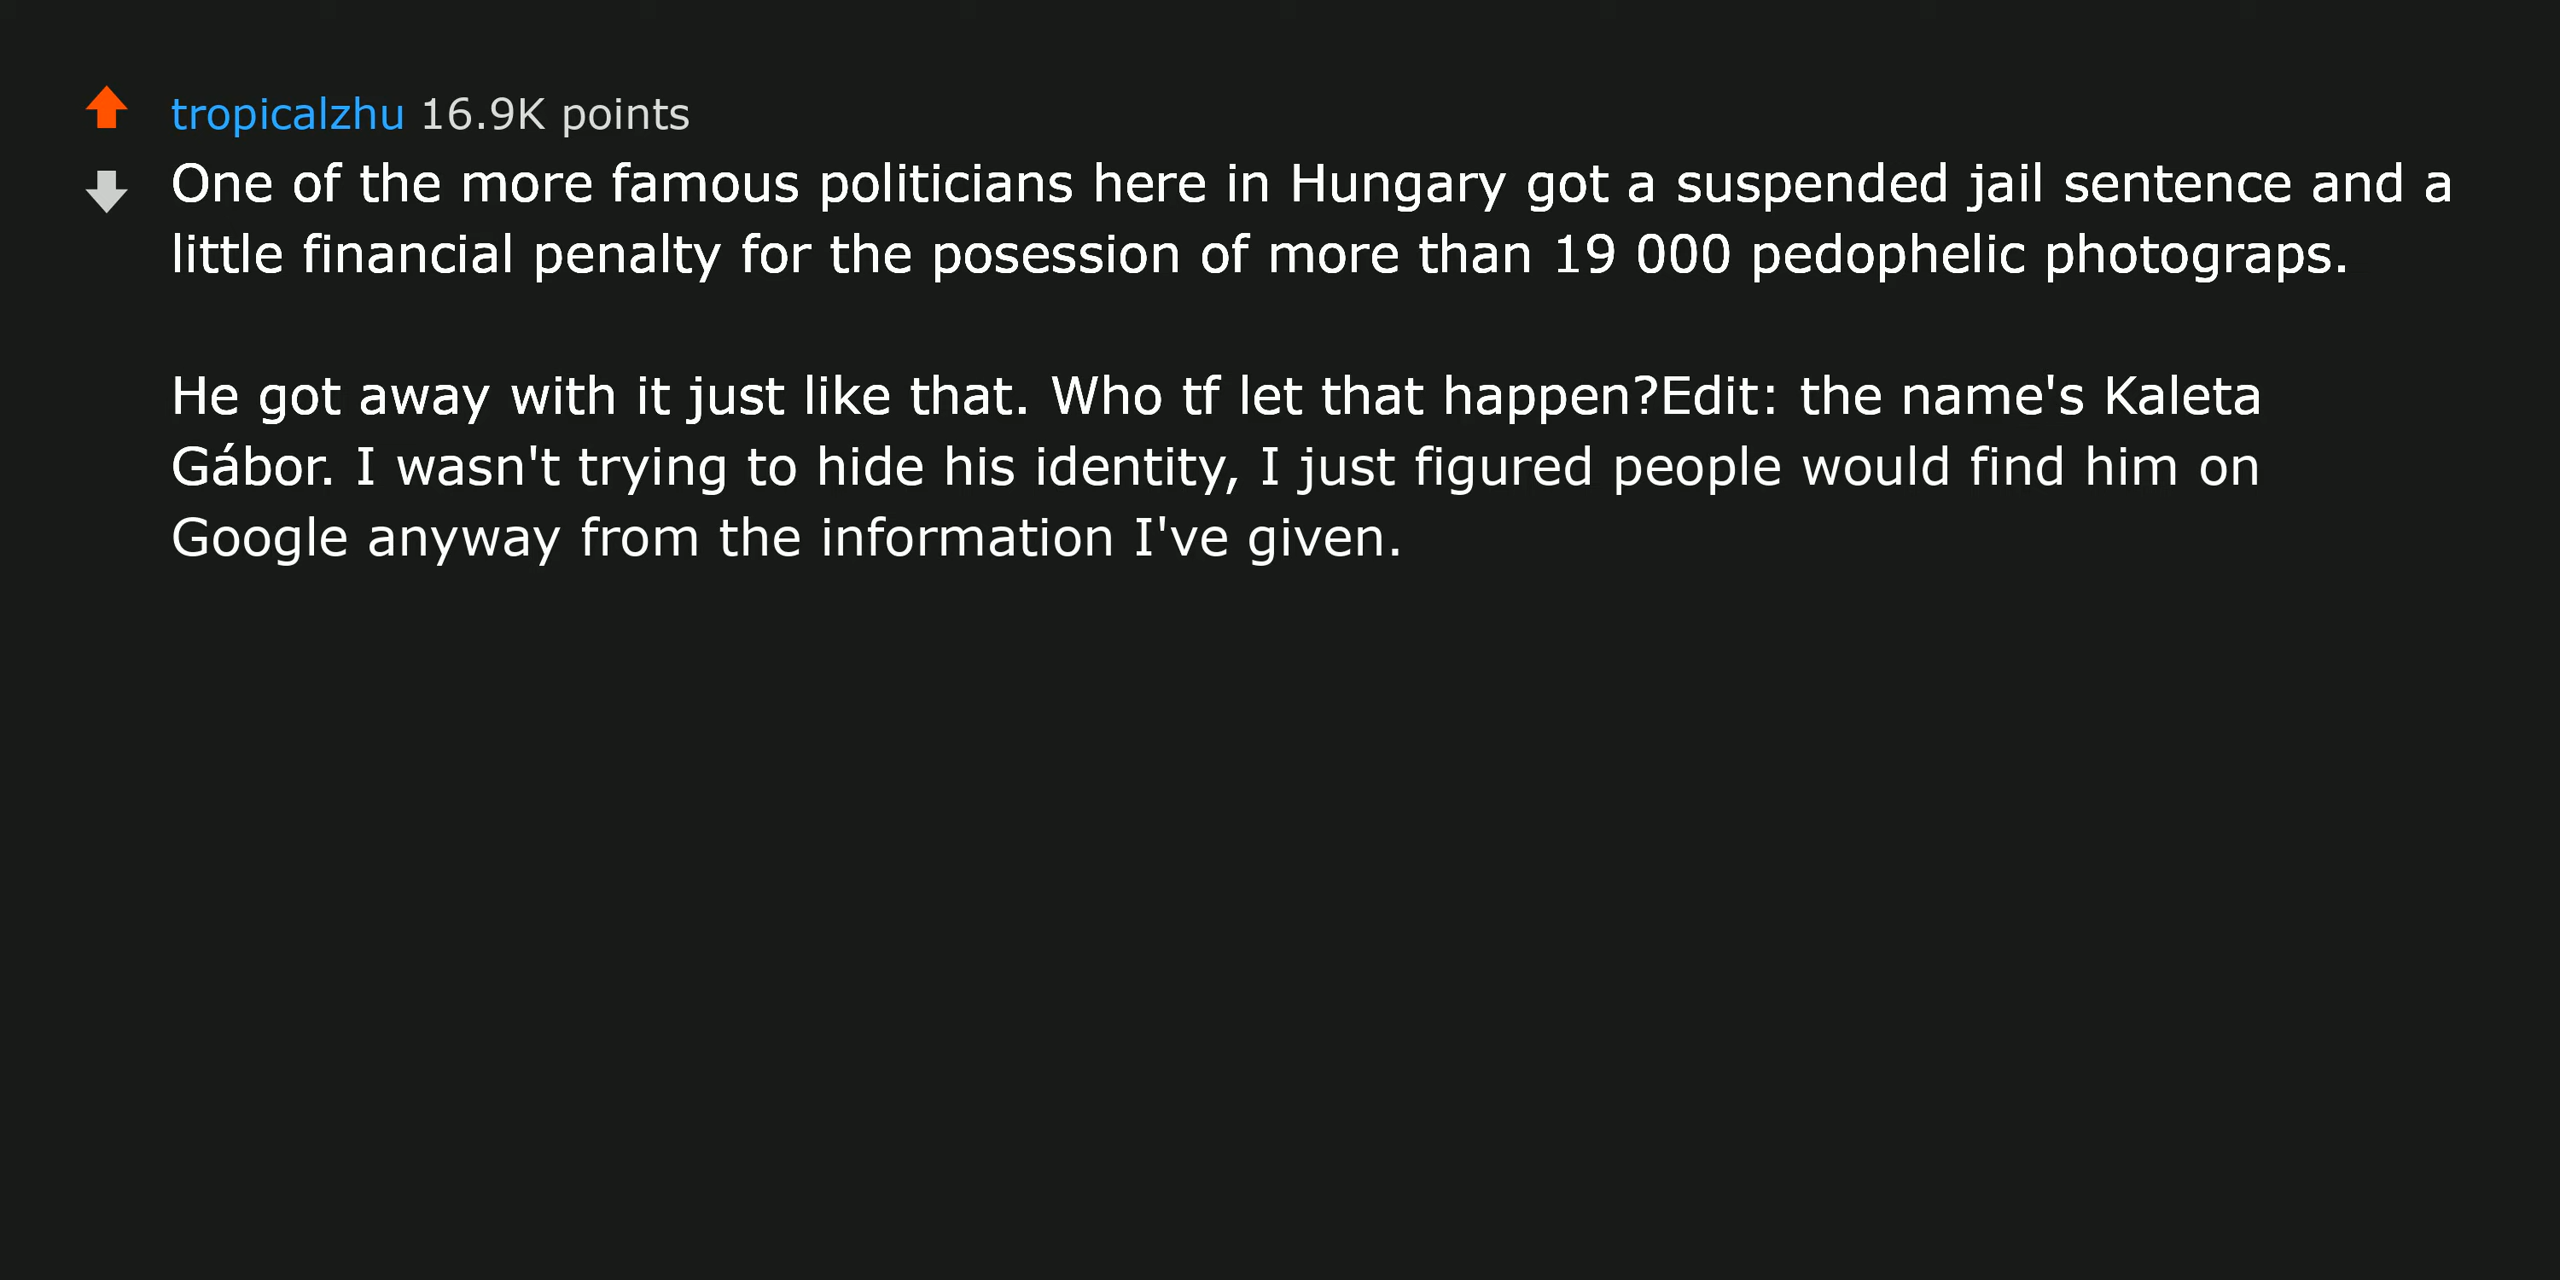 tropicalzhu 16.9K points
One of the more famous politicians here in Hungary got a suspended jail sentence and a
little financial penalty for the posession of more than 19 000 pedophelic photograps.
He got away with it just like that. Who tf let that happen?Edit: the name's Kaleta
Gábor. I wasn't trying to hide his identity, I just figured people would find him on
Google anyway from the information I've given.